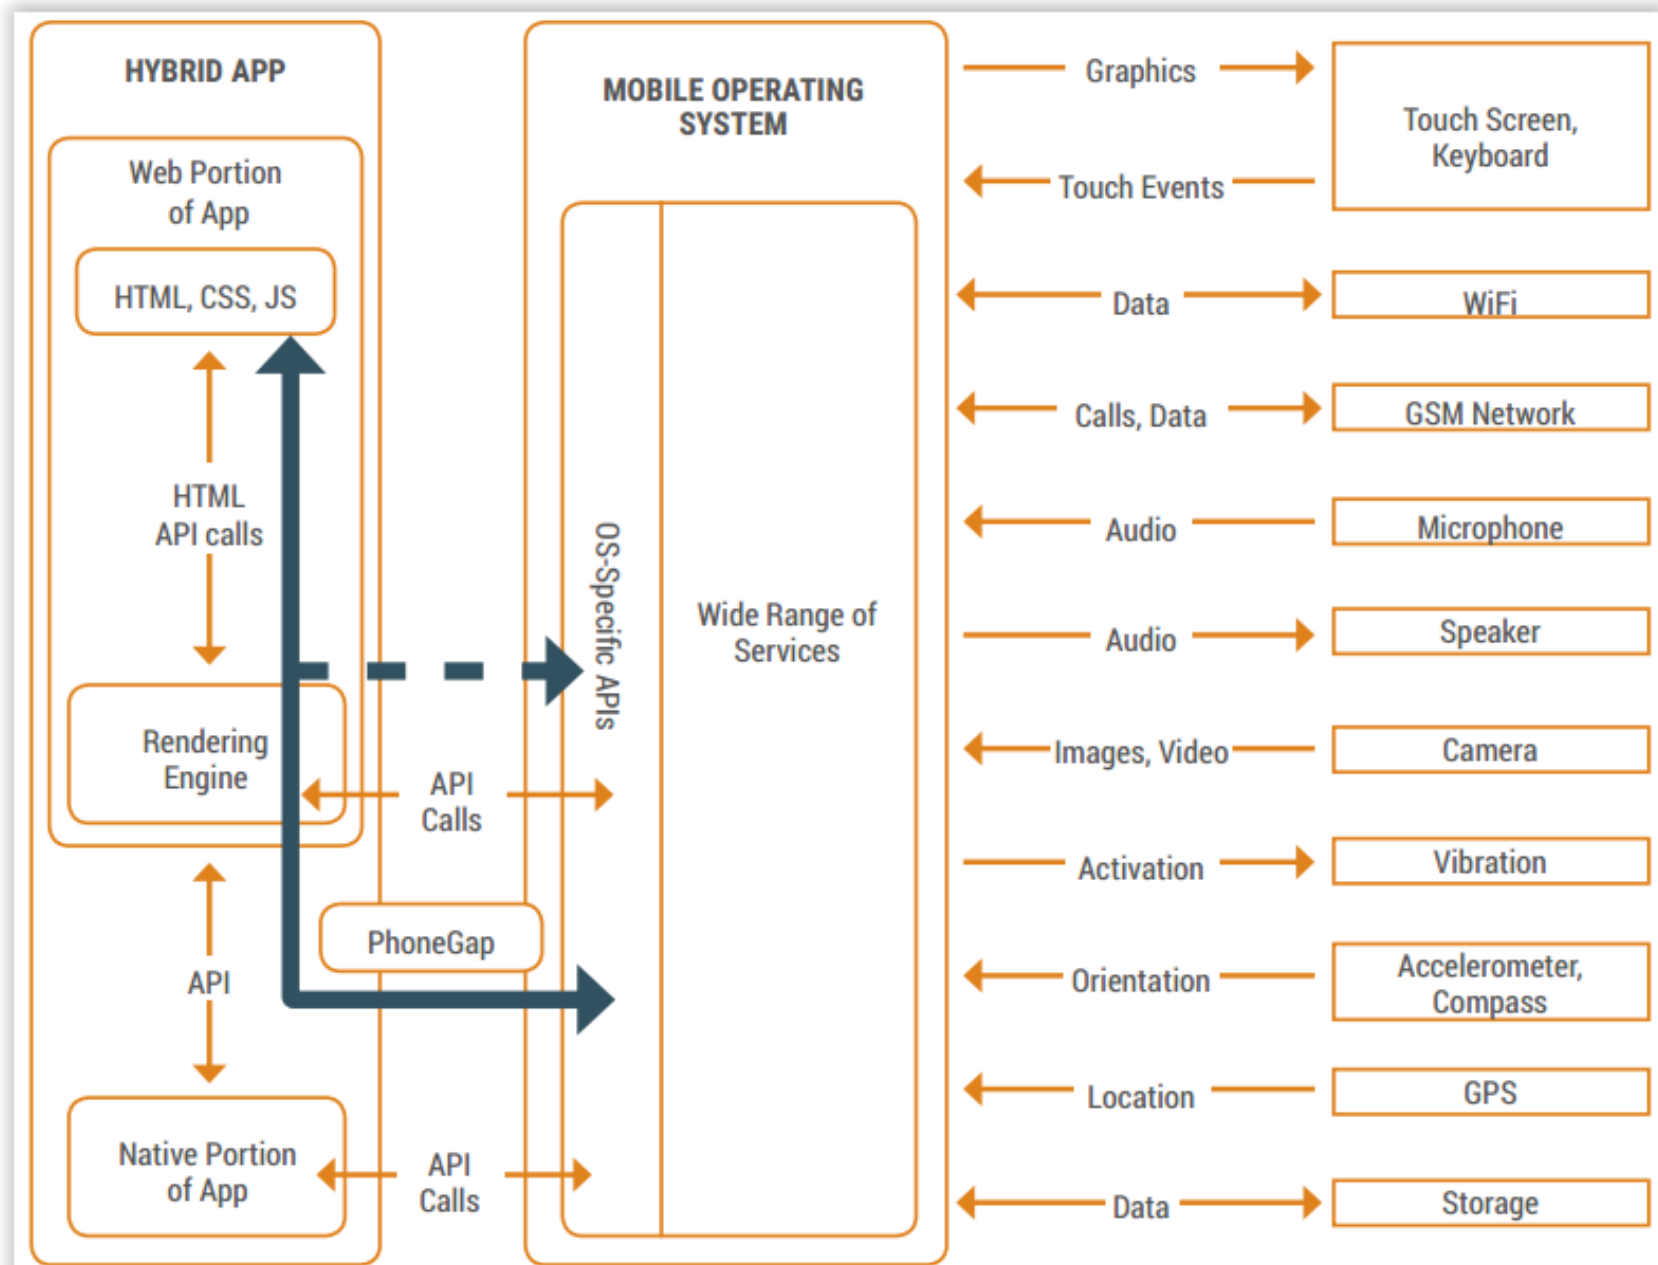 HYBRID APP
Web Portion
of App
HTML, CSS, JS
HTML
API calls
Rendering
Engine
API
Native Portion
of App
API
Calls
PhoneGap
API
Calls
MOBILE OPERATING
SYSTEM
OS-Specific APIs
Wide Range of
Services
Graphics
Touch Events
Touch Screen,
Keyboard
Data
WiFi
Calls, Data
GSM Network
Audio
Microphone
Audio
Speaker
Images, Video
Camera
Activation
Vibration
Orientation
Accelerometer,
Compass
Location
GPS
Data
Storage